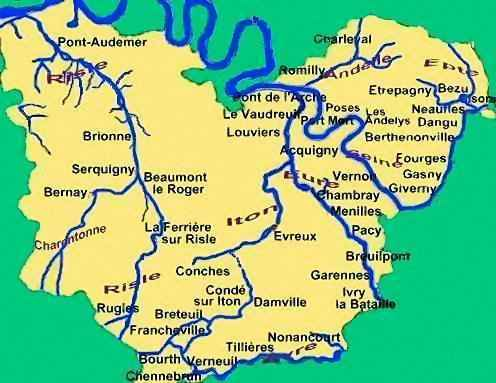 Charleval
Pont-Audemer
Risle
Romilly
Andelle
Epte
Etrepagny
Bezu
Pont de l'Arche
Poses
Les
Andelys
Neaufles
Le Vaudreuil
Port Mort
Dangu
Louviers
Berthenonville
Brionne
Acquigny
Seine
Fourges
Serquigny
Beaumont
le Roger
Eure
Vernon
Gasny
Giverny
Bernay
Chambray
Menilles
Iton
Charentonne
La Ferrière
sur Risle
Evreux
Pacy
Breuilpont
Conches
Garennes
Risle
Condé
sur Iton
Damville
Ivry
la Bataille
Rugles
Breteuil
Francheville
Nonancourt
Tillières
Avre
Bourth
Verneuil
Chennebrun